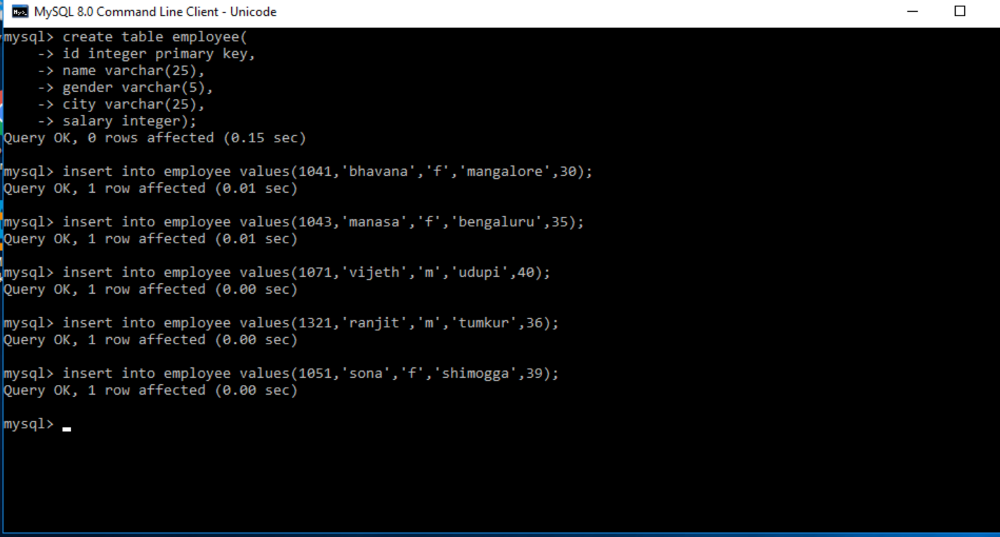 MySQL 8.0 Command Line Client - Unicode
mysql> create table employee(
-> id integer primary key,
-> name varchar(25),
-> gender varchar(5),
-> city varchar(25),
-> salary integer);
Query OK, 0 rows affected (0.15 sec)
mysql> insert into employee values(1041,'bhavana','f','mangalore',30);
Query OK, 1 row affected (0.01 sec)
mysql> insert into employee values(1043,'manasa','f','bengaluru',35);
Query OK, 1 row affected (0.01 sec)
mysql> insert into employee values(1071,'vijeth','m','udupi',40);
Query OK, 1 row affected (0.00 sec)
mysql> insert into employee values(1321,'ranjit','m','tumkur',36);
Query OK, 1 row affected (0.00 sec)
mysql> insert into employee values(1051,'sona','f','shimogga',39);
Query OK, 1 row affected (0.00 sec)
mysql>